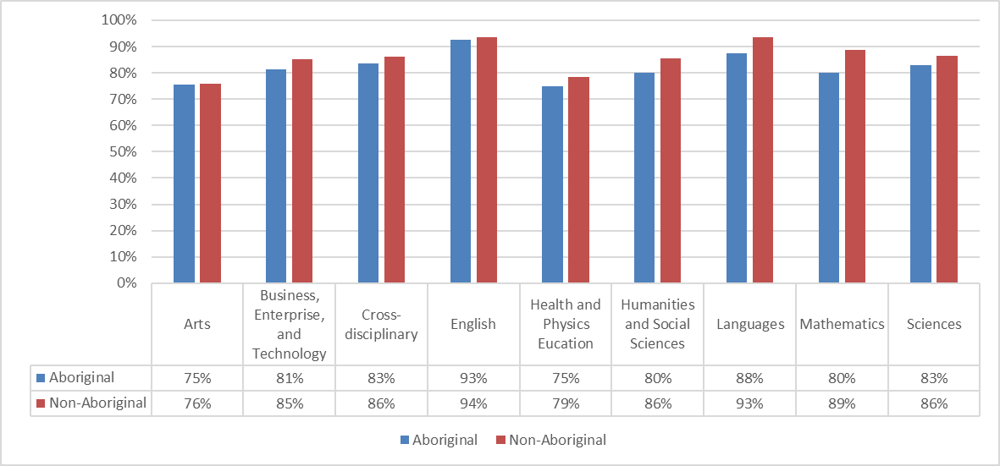 100%
90%
80%
70%
60%
50%
40%
30%
20%
10%
0%
Arts
Business,
Enterprise,
and
Technology
Cross-
disciplinary
English
Health and
Physics
Eucation
Humanities
and Social
Sciences
Languages
Mathematics
Sciences
Aboriginal 75% 81% 83% 93% 75% 80% 88% 80% 83%
Non-Aboriginal 76% 85% 86% 94% 79% 86% 93% 89% 86%
Aboriginal Non-Aboriginal